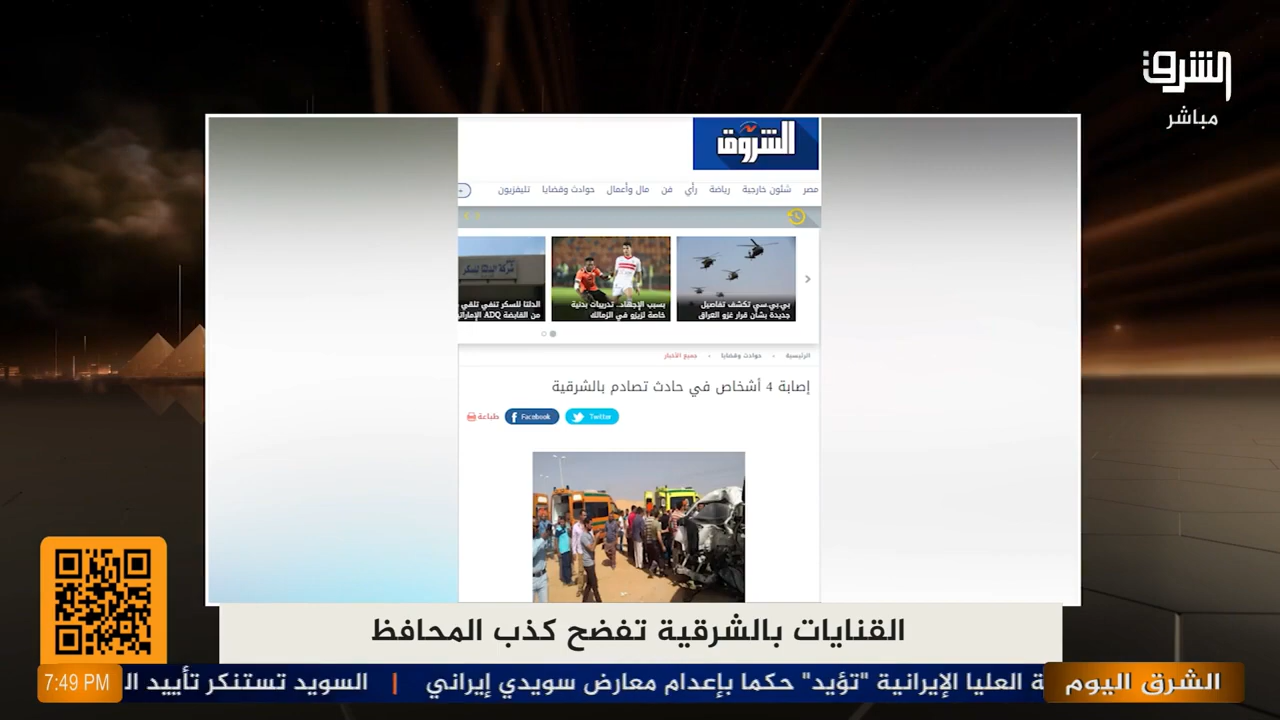 الشرق
مباشر
الشروق
مصر شئون خارجية رياضة رأي فن مال وأعمال حوادث وقضايا تليفزيون
بي.بي.سي تكشف تفاصيل
جديدة بشأن قرار غزو العراق
بسبب الإجهاد.. تدريبات بدنية
خاصة لزيزو في الزمالك
شركة الدلتا للسكر
الدلتا للسكر تنفي تلقي
من القابضة ADQ الإماراتي
الرئيسية حوادث وقضايا جميع الأخبار
إصابة 4 أشخاص في حادث تصادم بالشرقية
Twitter
Facebook
طباعة
القنايات بالشرقية تفضح كذب المحافظ
الشرق اليوم
ة العليا الإيرانية "تؤيد" حكما بإعدام معارض سويدي إيراني | السويد تستنكر تأييد ال
7:49 PM